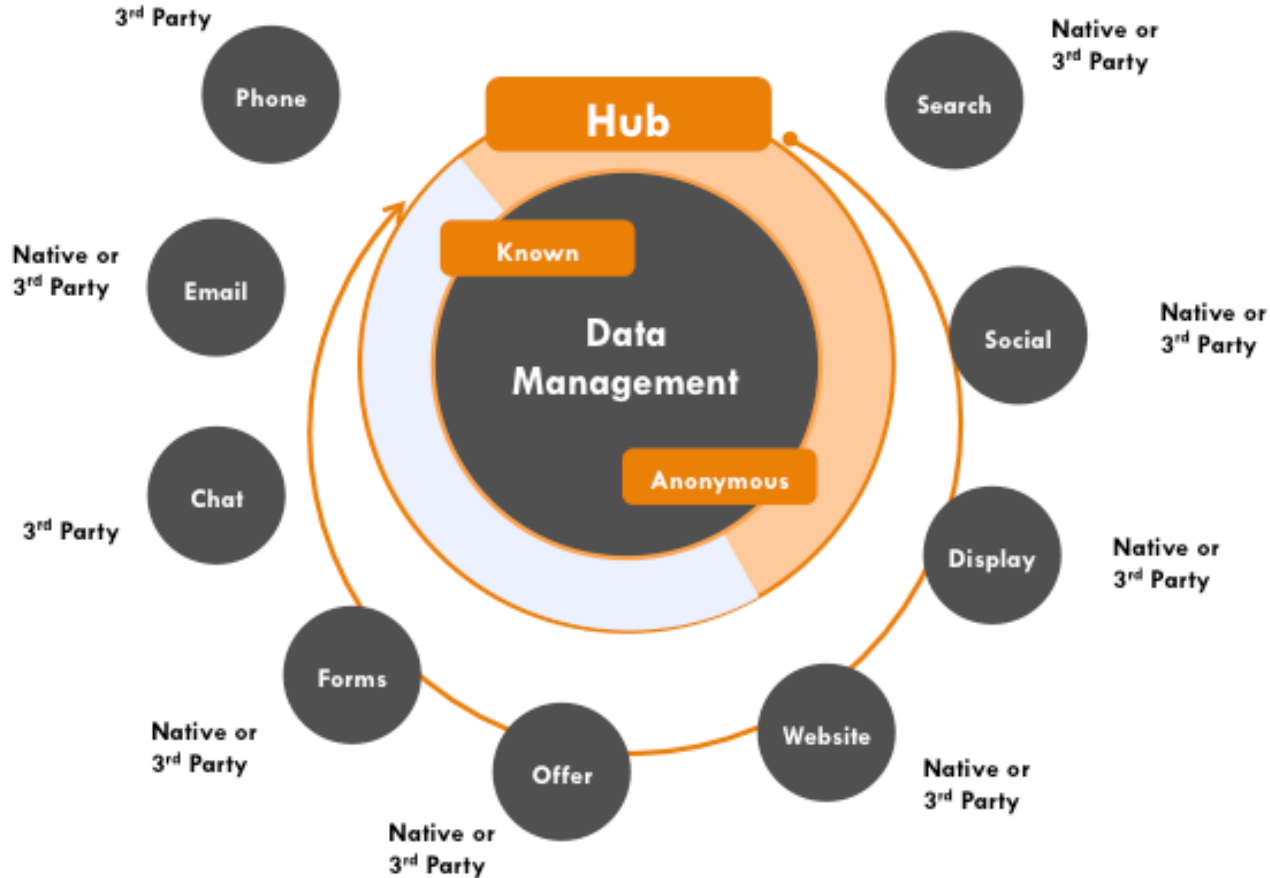 3rd Party
Phone
Hub
Search
Native or
3rd Party
Known
Native or
3rd Party
Email
Data
Management
Social
Native or
3rd Party
Anonymous
Chat
3rd Party
Display
Native or
3rd Party
Forms
Native or
3rd Party
Offer
Native or
3rd Party
Website
Native or
3rd Party